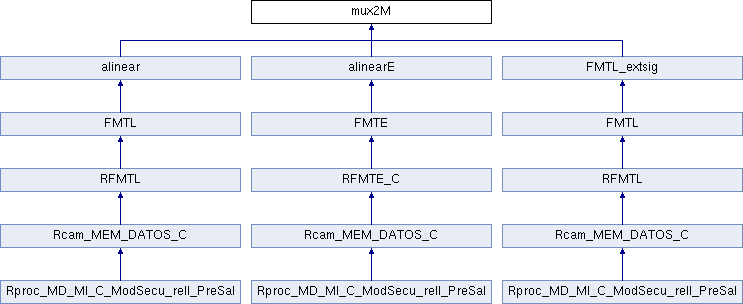 mux2M
alinear
alinearE
FMTL_extsig
FMTL
FMTE
FMTL
RFMTL
RFMTE_C
RFMTL
Rcam_MEM_DATOS_C
Rcam_MEM_DATOS_C
Rcam_MEM_DATOS_C
Rproc_MD_MI_C_ModSecu_rell_PreSal
Rproc_MD_MI_C_ModSecu_rell_PreSal
Rproc_MD_MI_C_ModSecu_rell_PreSal